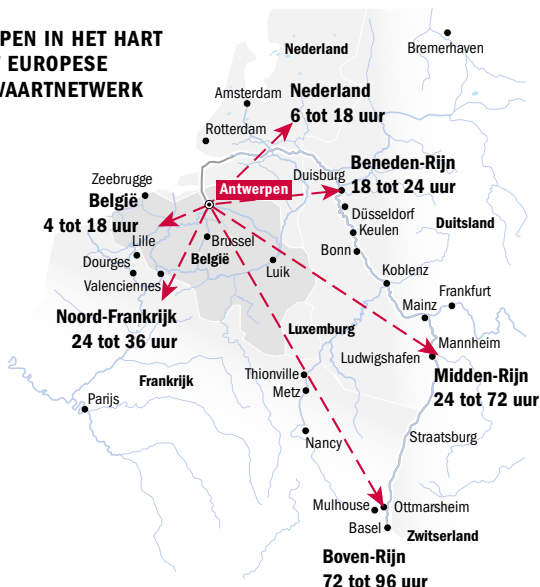 PEN IN HET HART
EUROPESE
VAARTNETWERK
Nederland
Bremerhaven
Amsterdam
Nederland
6 tot 18 uur
Rotterdam
Zeebrugge
Duisburg
Beneden-Rijn
18 tot 24 uur
Antwerpen
België
4 tot 18 uur
Düsseldorf
Keulen
Duitsland
Lille
Brussel
Bonn
Dourges
België
Luik
Koblenz
Valenciennes
Frankfurt
Mainz
Noord-Frankrijk
24 tot 36 uur
Luxemburg
Mannheim
Ludwigshafen
Thionville
Midden-Rijn
24 tot 72 uur
Frankrijk
Metz
Parijs
Straatsburg
Nancy
Mulhouse
Ottmarsheim
Basel
Zwitserland
Boven-Rijn
72 tot 96 uur